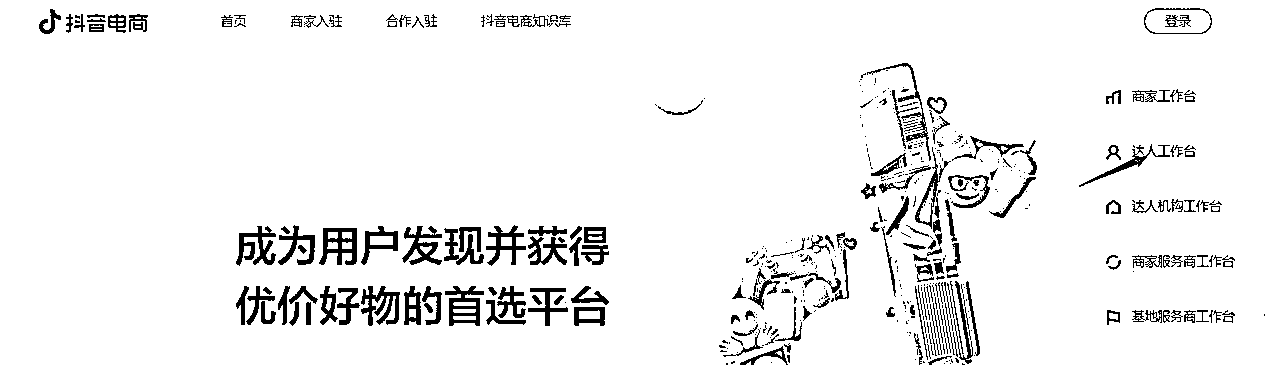 抖音电商
首页
商家入驻
合作入驻
抖音电商知识库
登录
商家工作台
达人工作台
达人机构工作台
商家服务商工作台
基地服务商工作台
成为用户发现并获得
优价好物的首选平台